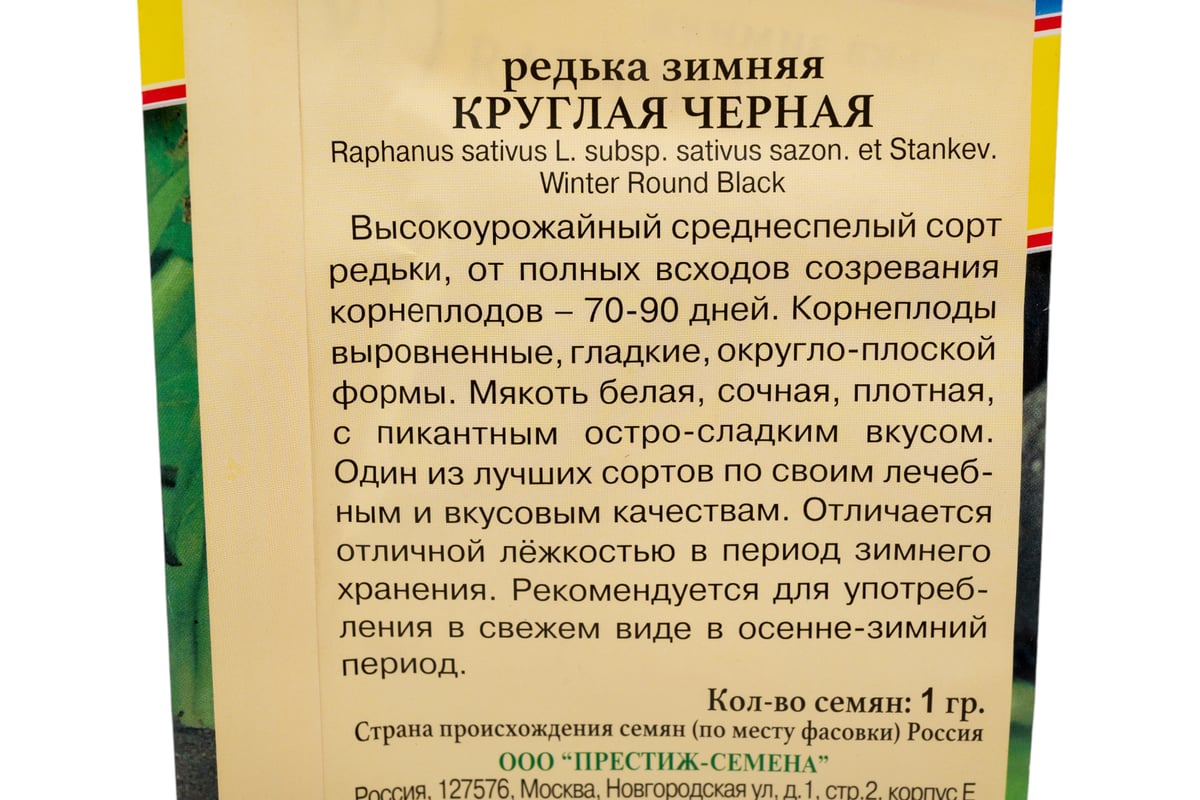 редька зимняя
КРУГЛАЯ ЧЕРНАЯ
Raphanus sativus L. subsp. sativus sazon. et Stankev.
Winter Round Black
Высокоурожайный среднеспелый сорт
редьки, от полных всходов созревания
корнеплодов – 70-90 дней. Корнеплоды
выровненные, гладкие, округло-плоской
формы. Мякоть белая, сочная, плотная,
с пикантным остро-сладким вкусом.
Один из лучших сортов по своим лечеб-
ным и вкусовым качествам. Отличается
отличной лёжкостью в период зимнего
хранения. Рекомендуется для употреб-
ления в свежем виде в осенне-зимний
период.
Кол-во семян: 1 гр.
Страна происхождения семян (по месту фасовки) Россия
ООО “ПРЕСТИЖ-СЕМЕНА”
Россия, 127576, Москва, Новгородская ул, д.1, стр.2, корпус Е